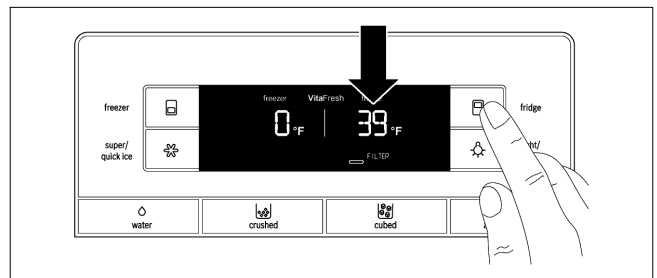 freezer VitaFresh
freezer 0°F 39°F fridge
super/
quick ice
FILTER
water crushed cubed